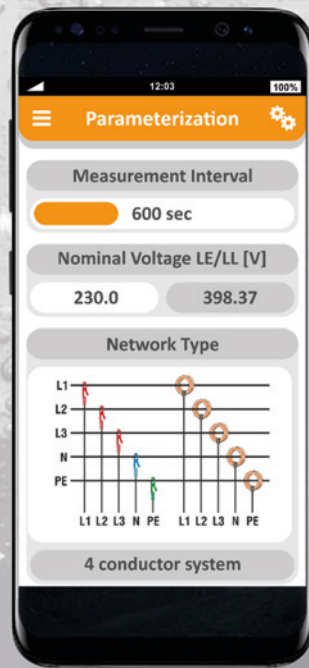 12:03
100%
Parameterization
Measurement Interval
600 sec
Nominal Voltage LE/LL [V]
230.0 398.37
Network Type
L1
L2
L3
N
PE
L1 L2 L3 N PE L1 L2 L3 N PE
4 conductor system